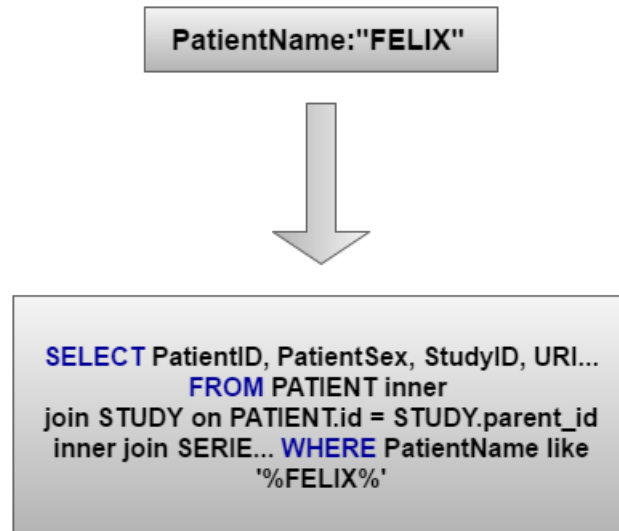 PatientName:"FELIX"
SELECT PatientID, PatientSex, StudyID, URI...
FROM PATIENT inner
join STUDY on PATIENT.id = STUDY.parent_id
inner join SERIE... WHERE PatientName like
'%FELIX%'